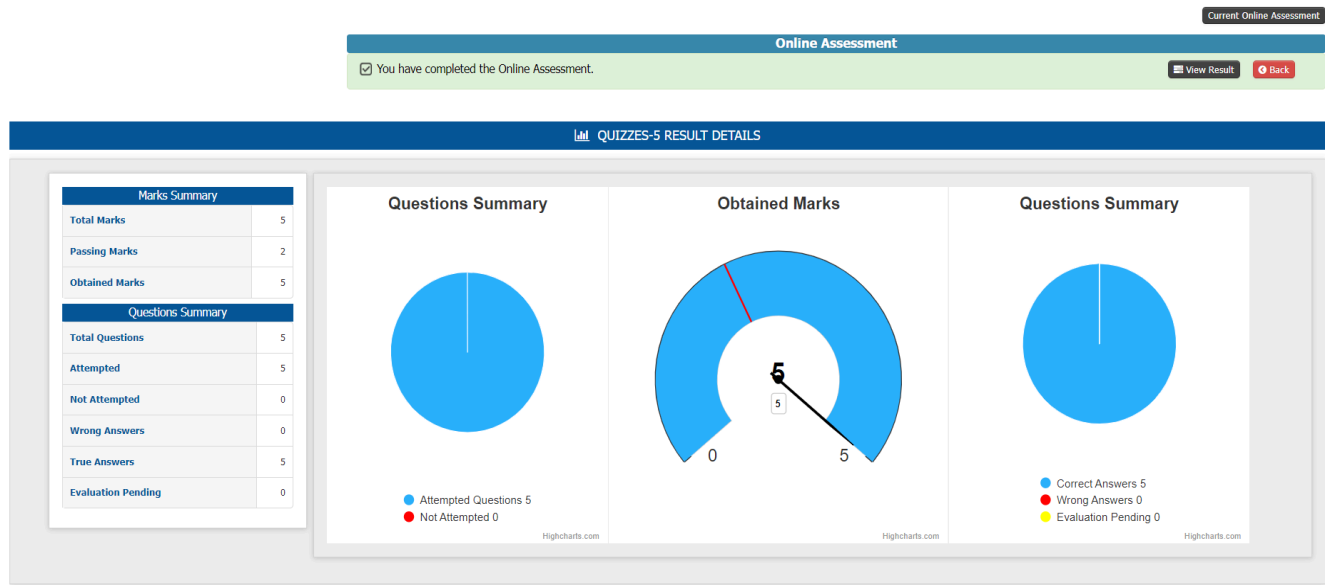 Current Online Assessment
Online Assessment
You have completed the Online Assessment.
View Result
Back
QUIZZES-5 RESULT DETAILS
Marks Summary
Total Marks 5
Passing Marks 2
Obtained Marks 5
Questions Summary
Total Questions 5
Attempted 5
Not Attempted 0
Wrong Answers 0
True Answers 5
Evaluation Pending 0
Questions Summary
Attempted Questions 5
Not Attempted 0
Highcharts.com
Obtained Marks
5
5
0 5
Highcharts.com
Questions Summary
Correct Answers 5
Wrong Answers 0
Evaluation Pending 0
Highcharts.com